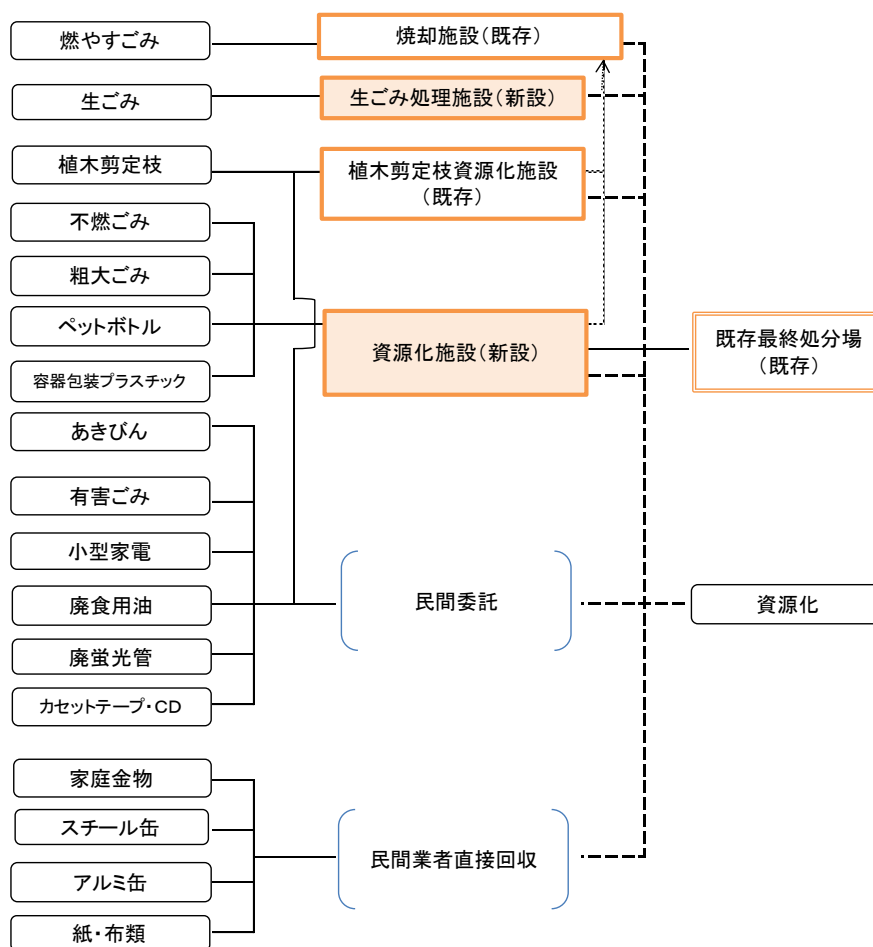 燃やすごみ
焼却施設(既存)
生ごみ
生ごみ処理施設(新設)
植木剪定枝
植木剪定枝資源化施設
(既存)
不燃ごみ
粗大ごみ
ペットボトル
資源化施設(新設)
既存最終処分場
(既存)
容器包装プラスチック
あきびん
有害ごみ
小型家電
廃食用油
民間委託
資源化
廃蛍光管
カセットテープ・CD
家庭金物
スチール缶
民間業者直接回収
アルミ缶
紙・布類